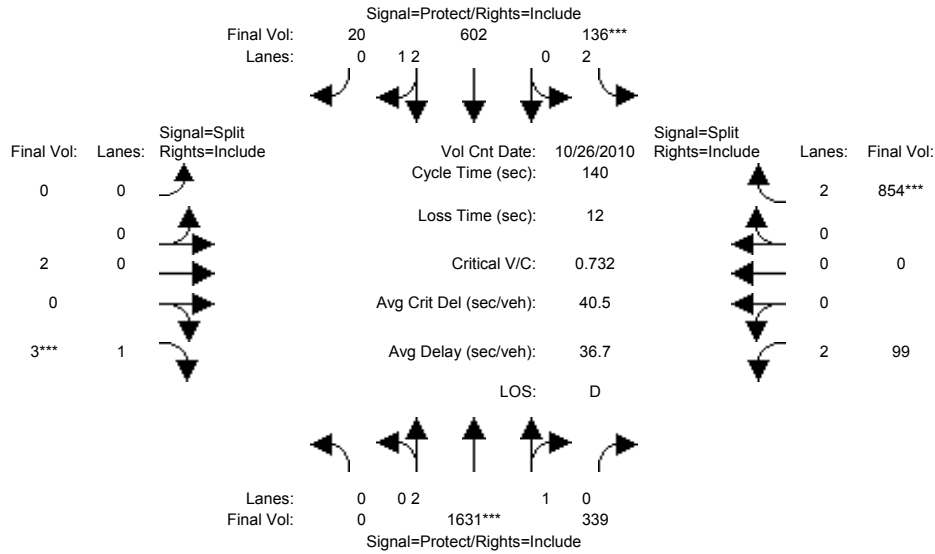 Signal=Protect/Rights=Include
Final Vol: 20 602 136***
Lanes: 0 1 2 0 2
Signal=Split Signal=Split
Final Vol: Lanes: Rights=Include Vol Cnt Date: 10/26/2010 Rights=Include Lanes: Final Vol:
Cycle Time (sec): 140
0 0 2 854***
Loss Time (sec): 12
0 0
2 0 Critical V/C: 0.732 0 0
0 Avg Crit Del (sec/veh): 40.5 0
3*** 1 Avg Delay (sec/veh): 36.7 2 99
LOS: D
Lanes: 0 0 2 1 0
Final Vol: 0 1631*** 339
Signal=Protect/Rights=Include